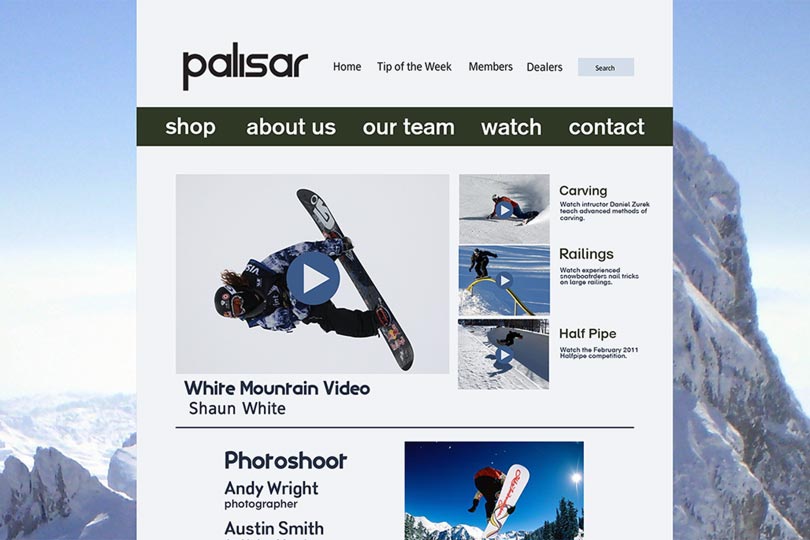 palisar
Home Tip of the Week Members Dealers Search
shop about us our team watch contact
VISA
White Mountain Video
Shaun White
Carving
Watch intructor Daniel Zurek
teach advanced methods of
carving.
Railings
Watch experienced
snowbootrders nail tricks
on large railings.
Half Pipe
Watch the February 2011
Halfpipe competition.
Photoshoot
Andy Wright
photographer
Austin Smith